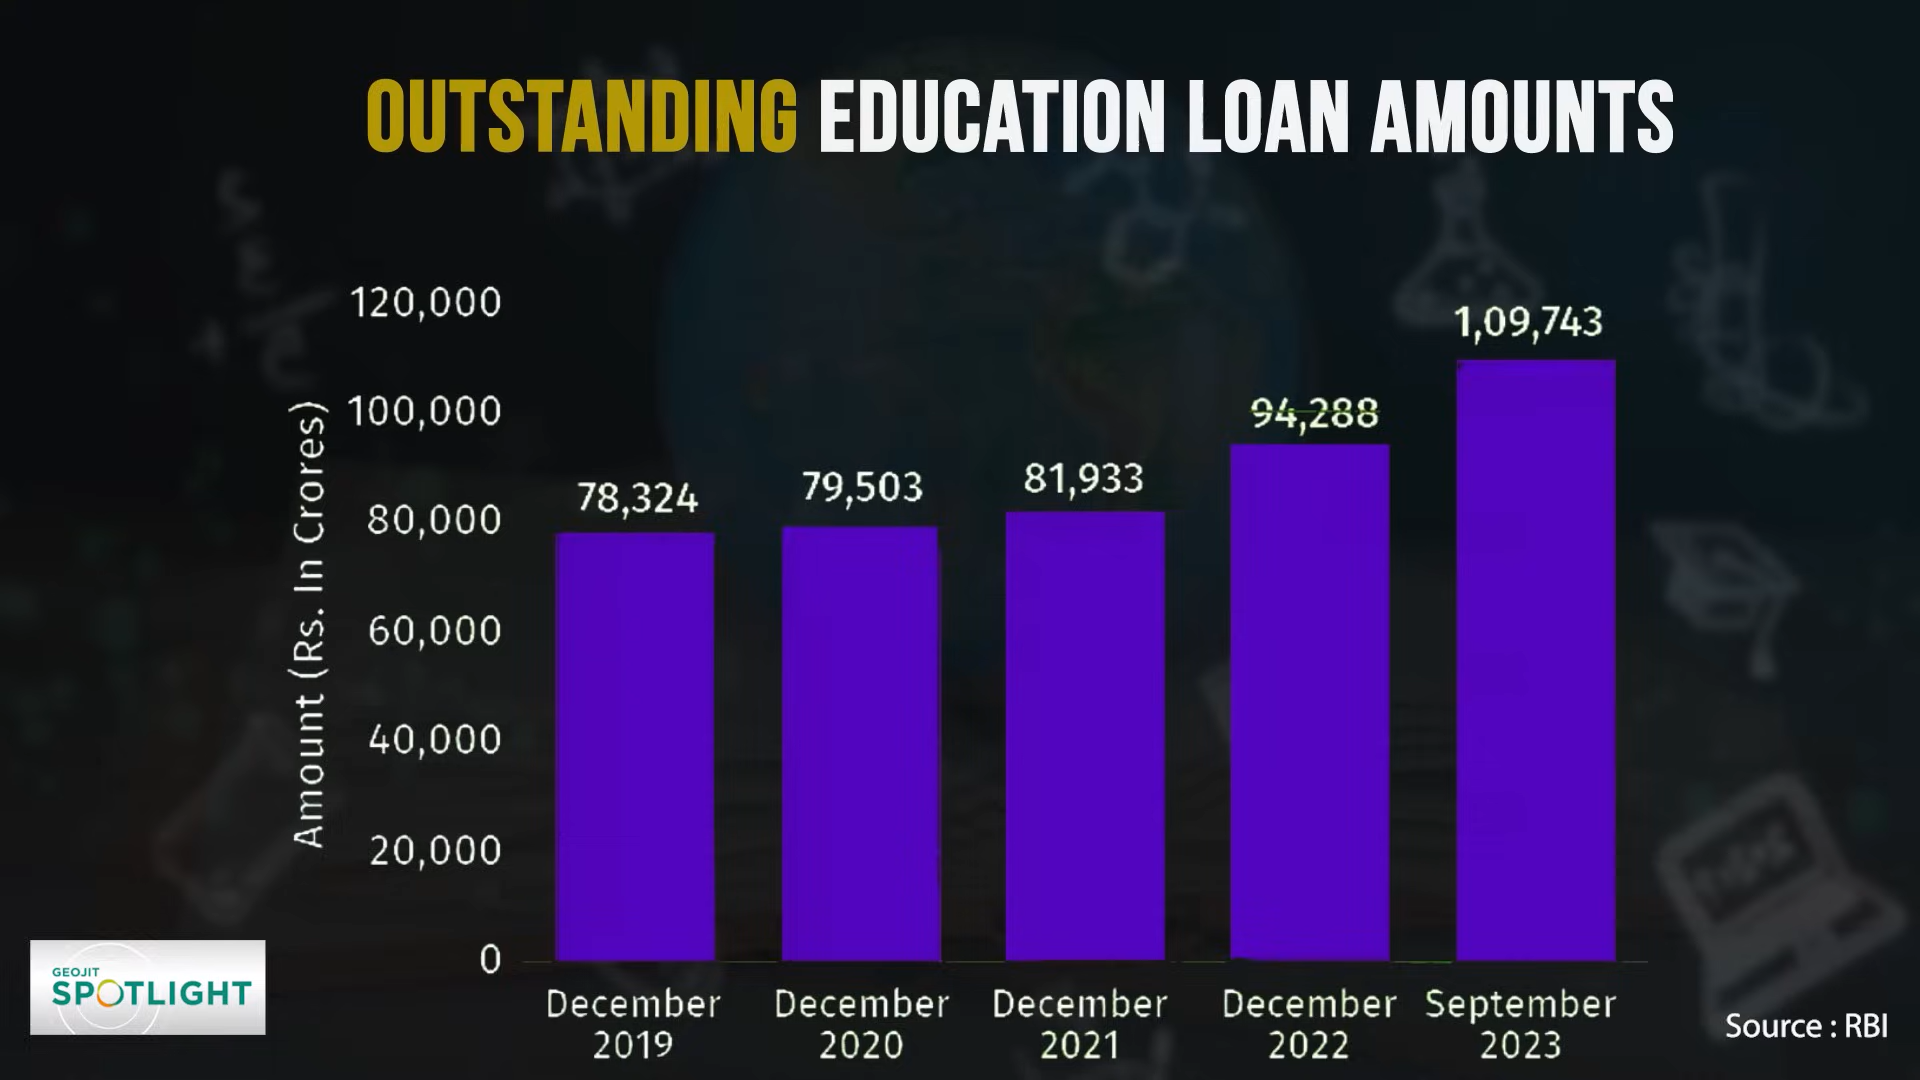 OUTSTANDING EDUCATION LOAN AMOUNTS
Amount (Rs. In Crores)
120,000
100,000
80,000
60,000
40,000
20,000
0
78,324
79,503
81,933
94,288
1,09,743
December
2019
December
2020
December
2021
December
2022
September
2023
GEOJIT
SPOTLIGHT
Source : RBI